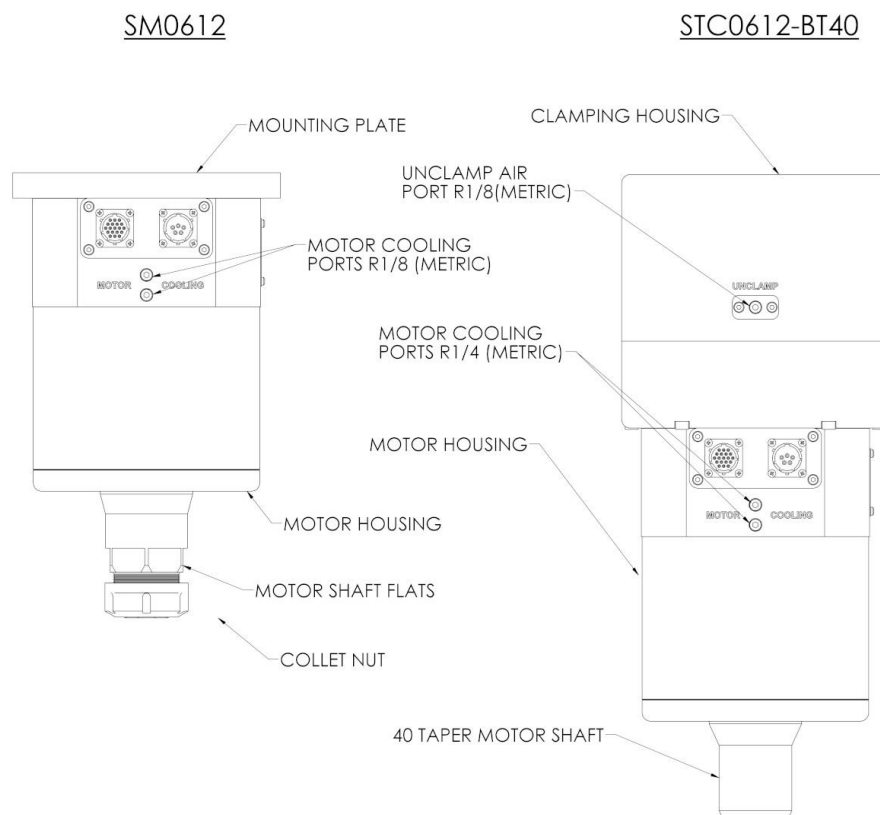 SM0612
STC0612-BT40
MOUNTING PLATE
CLAMPING HOUSING
UNCLAMP AIR
PORT R1/8(METRIC)
MOTOR COOLING
PORTS R1/8 (METRIC)
MOTOR COOLING
UNCLAMP
MOTOR COOLING
PORTS R1/4 (METRIC)
MOTOR HOUSING
MOTOR COOLING
MOTOR HOUSING
MOTOR SHAFT FLATS
COLLET NUT
40 TAPER MOTOR SHAFT